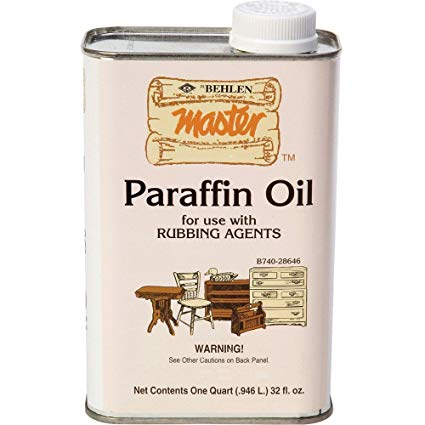 BEHLEN
master
TM
Paraffin Oil
for use with
RUBBING AGENTS
B740-28646
WARNING!
See Other Cautions on Back Panel.
Net Contents One Quart (.946 L.) 32 fl. oz.